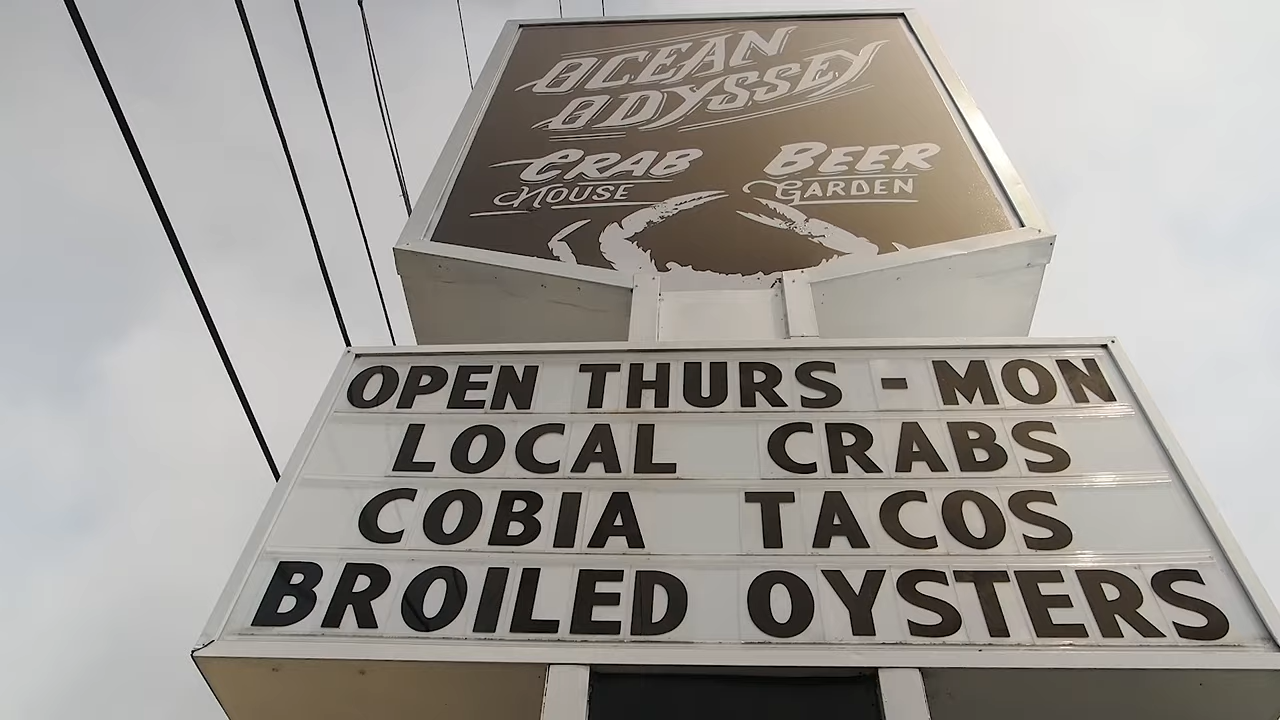 OCEAN
ODYSSEY
CRAB BEER
HOUSE GARDEN
OPEN THURS - MON
LOCAL CRABS
COBIA TACOS
BROILED OYSTERS